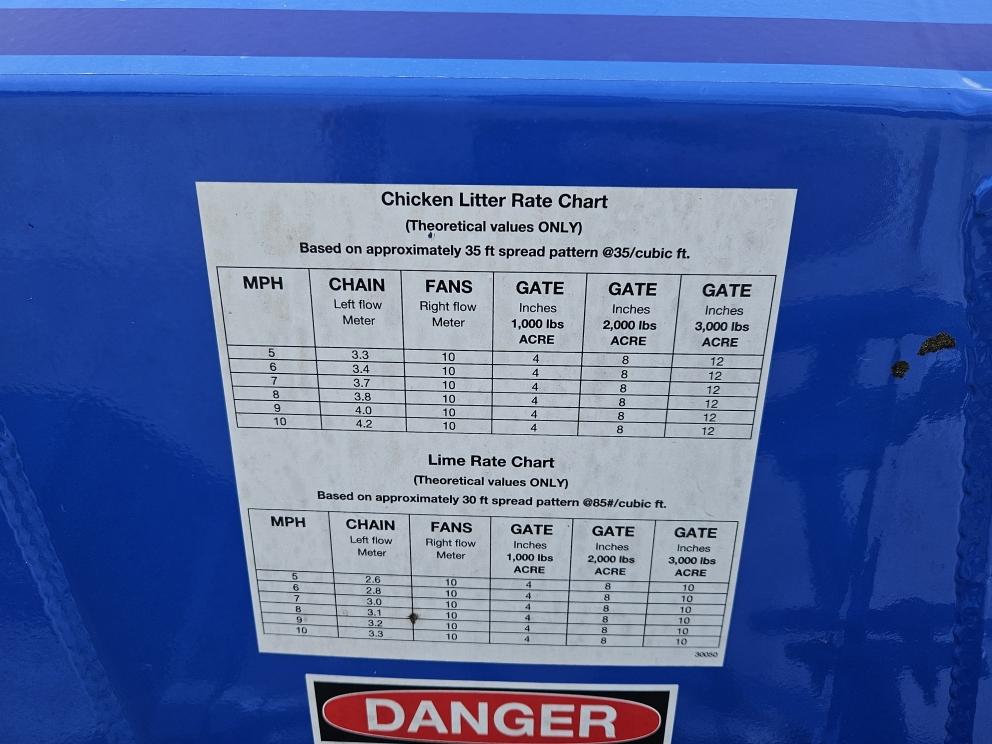 Chicken Litter Rate Chart
(Theoretical values ONLY)
Based on approximately 35 ft spread pattern @35/cubic ft.
MPH CHAIN FANS GATE GATE GATE
Left flow Right flow Inches Inches Inches
Meter Meter 1,000 lbs 2,000 lbs 3,000 lbs
ACRE ACRE ACRE
5 3.3 10 4 8 12
6 3.4 10 4 8 12
7 3.7 10 4 8 12
8 3.8 10 4 8 12
9 4.0 10 4 8 12
10 4.2 10 4 8 12
Lime Rate Chart
(Theoretical values ONLY)
Based on approximately 30 ft spread pattern @85#/cubic ft.
MPH CHAIN FANS GATE GATE GATE
Left flow Right flow Inches Inches Inches
Meter Meter 1,000 lbs 2,000 lbs 3,000 lbs
ACRE ACRE ACRE
5 2.6 10 4 8 10
6 2.8 10 4 8 10
7 3.0 10 4 8 10
8 3.1 10 4 8 10
9 3.2 10 4 8 10
10 3.3 10 4 8 10
30050
DANGER